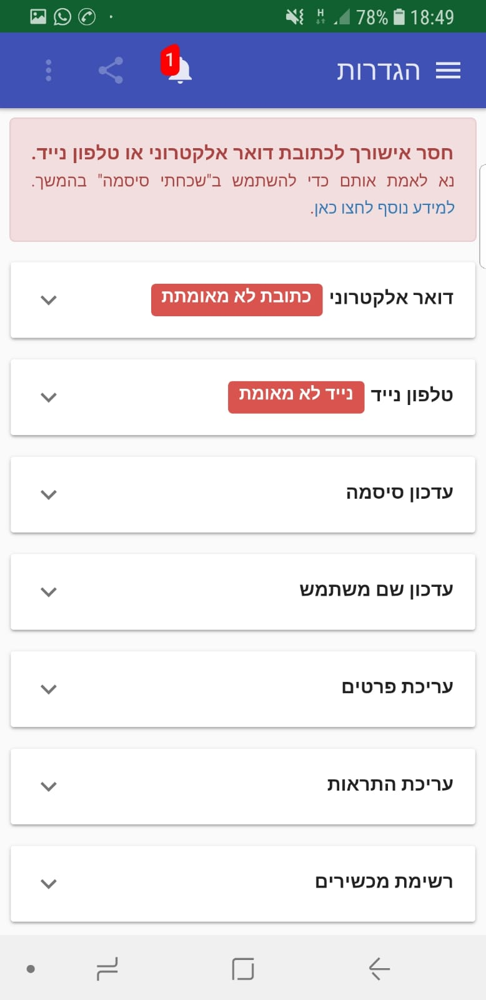 H 78% 18:49
הגדרות
1
חסר אישורך לכתובת דואר אלקטרוני או טלפון נייד.
נא לאמת אותם כדי להשתמש ב"שכחתי סיסמה" בהמשך.
למידע נוסף לחצו כאן.
דואר אלקטרוני כתובת לא מאומתת
טלפון נייד נייד לא מאומת
עדכון סיסמה
עדכון שם משתמש
עריכת פרטים
עריכת התראות
רשימת מכשירים